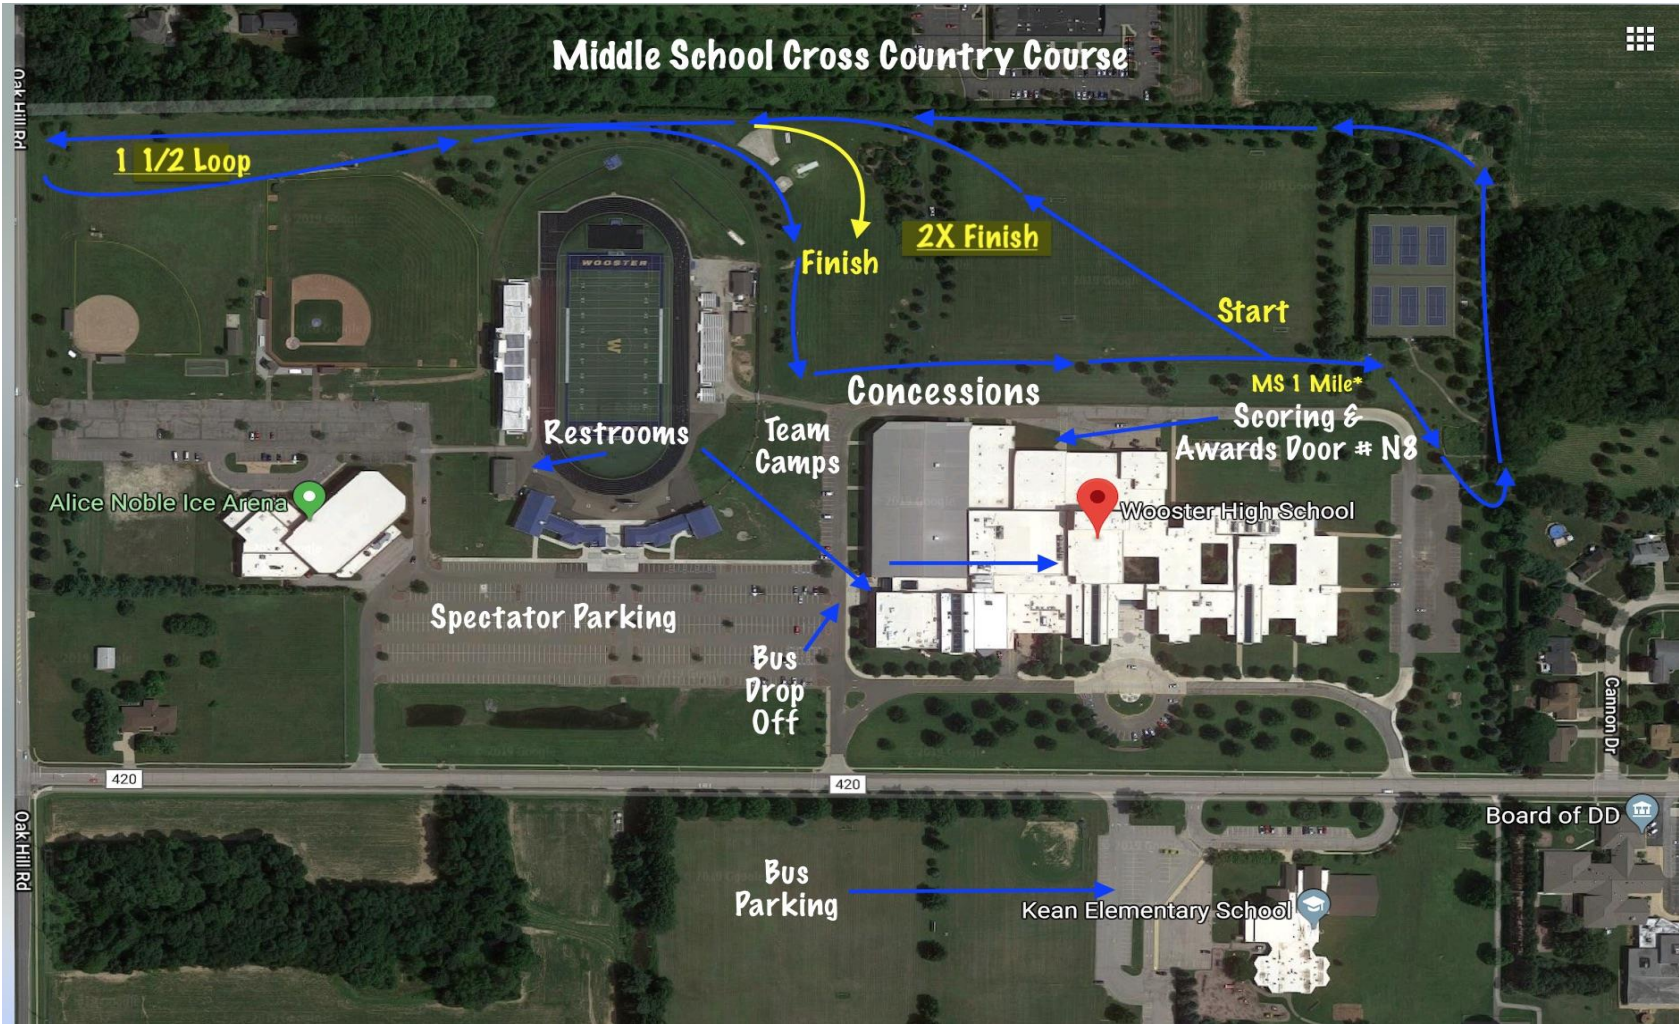 Middle School Cross Country Course
Oak Hill Rd
1 1/2 Loop
2X Finish
WOOSTER
Finish
Start
W
MS 1 Mile*
Concessions
Scoring &
Awards Door # N8
Restrooms
Team
Camps
Alice Noble Ice Arena
Wooster High School
Spectator Parking
Bus
Drop
Off
Cannon Dr
420
420
Oak Hill Rd
Board of DD
Bus
Parking
Kean Elementary School